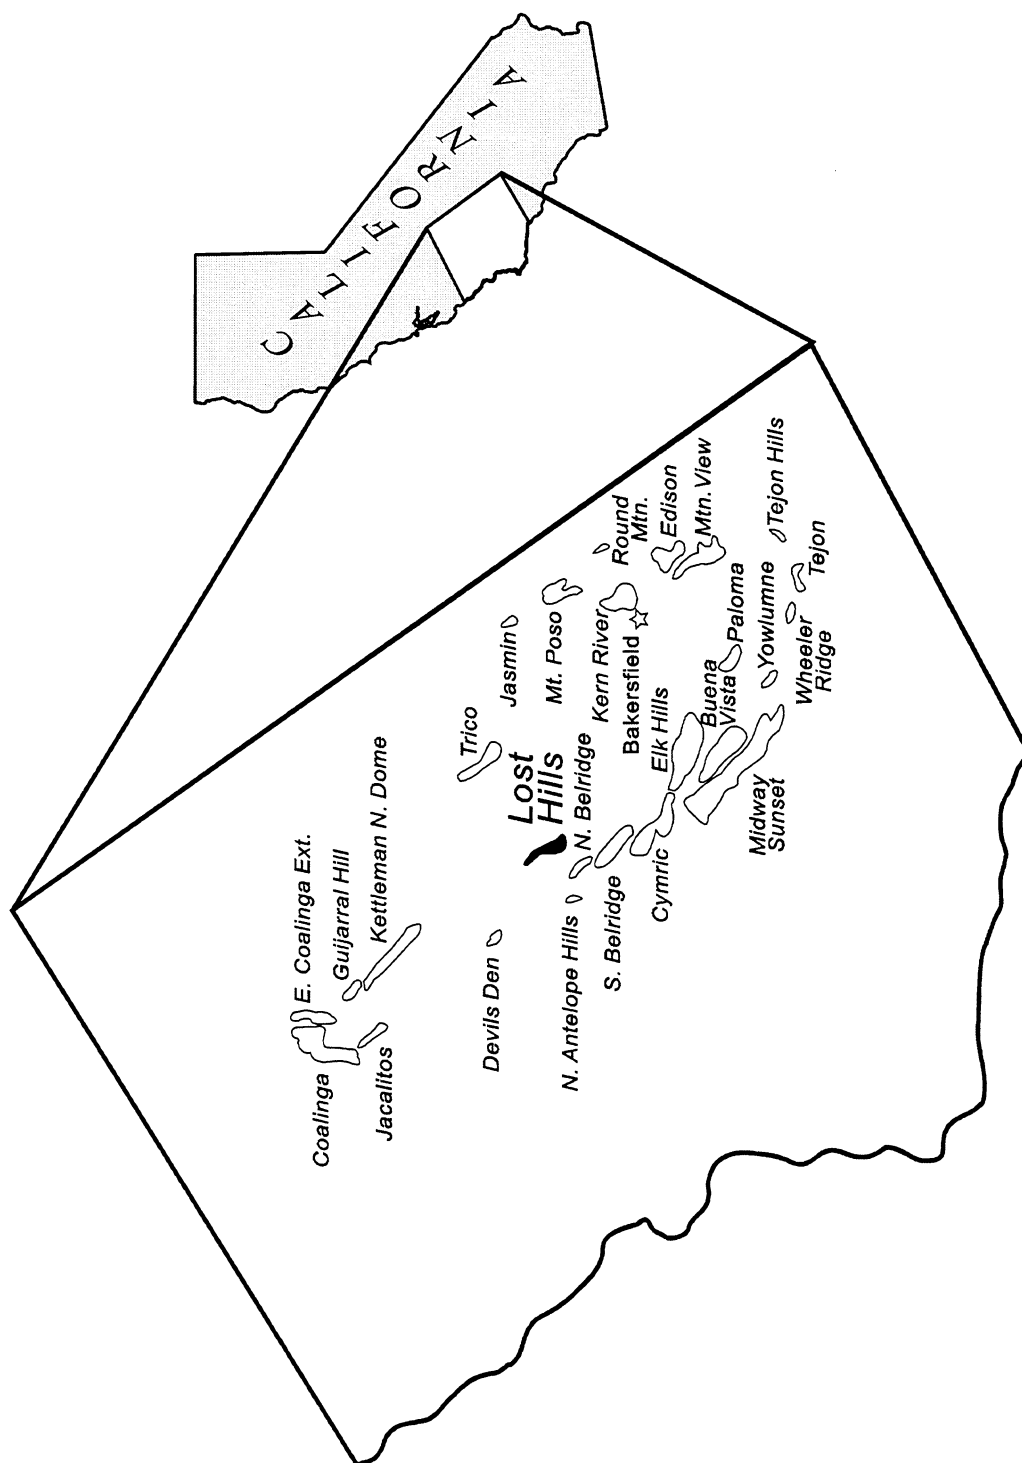 CALIFORNIA
Coalinga
E. Coalinga Ext.
Guijarral Hill
Kettleman N. Dome
Jacalitos
Trico
Jasmin
Devils Den
Lost
Hills
Mt. Poso
N. Antelope Hills
N. Belridge
Kern River
Round
Mtn.
S. Belridge
Bakersfield
Edison
Cymric
Elk Hills
Mtn. View
Buena
Vista
Paloma
Midway
Sunset
Yowlumne
Tejon Hills
Wheeler
Ridge
Tejon